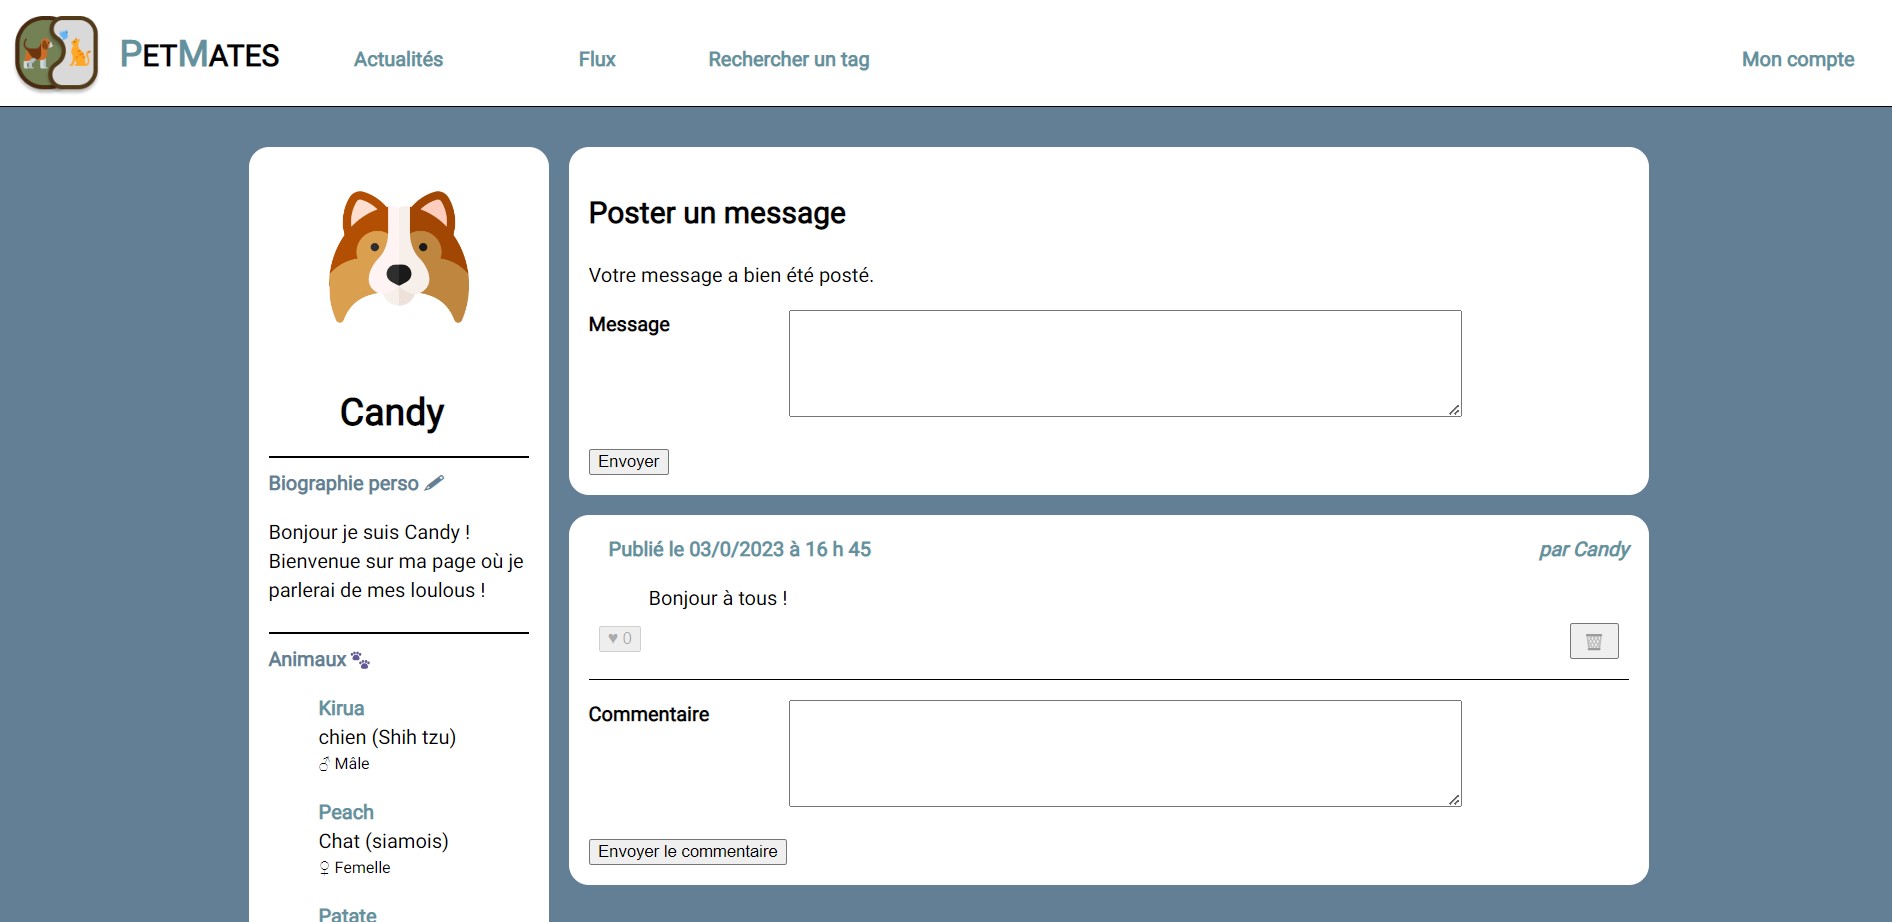 PETMATES
Actualités
Flux
Rechercher un tag
Mon compte
Candy
Biographie perso
Bonjour je suis Candy !
Bienvenue sur ma page où je
parlerai de mes loulous !
Animaux
Kirua
chien (Shih tzu)
♂ Mâle
Peach
Chat (siamois)
♀ Femelle
Patate
Poster un message
Votre message a bien été posté.
Message
Envoyer
Publié le 03/0/2023 à 16 h 45
par Candy
Bonjour à tous !
♥ 0
Commentaire
Envoyer le commentaire